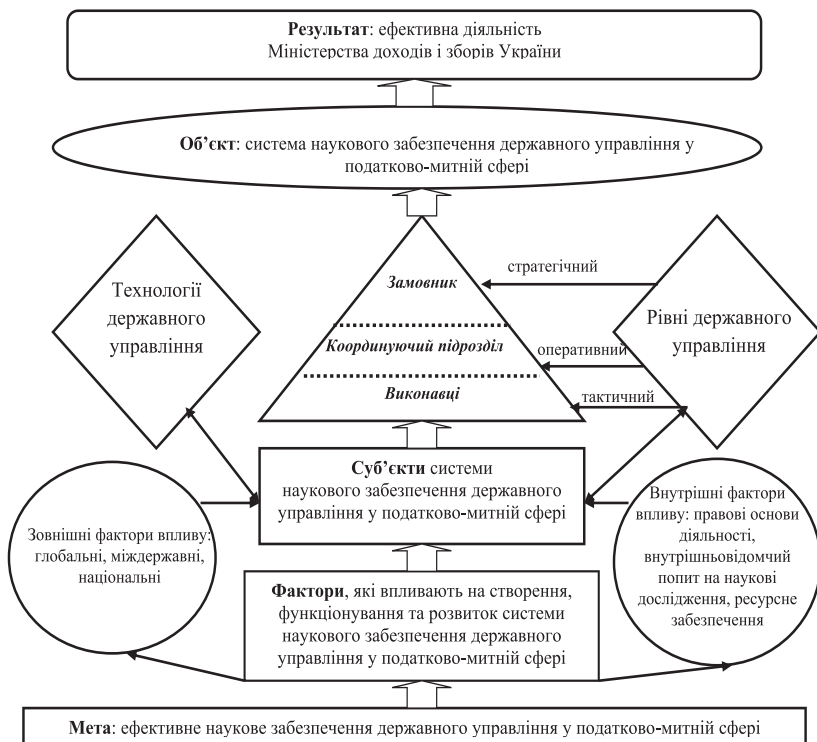 Результат: ефективна діяльність
Міністерства доходів і зборів України
Об’єкт: система наукового забезпечення державного управління у
податково-митній сфері
Технології
державного
управління
Замовник
Координуючий підрозділ
Виконавці
стратегічний
оперативний
тактичний
Рівні державного
управління
Суб’єкти системи
наукового забезпечення державного
управління у податково-митній сфері
Зовнішні фактори впливу:
глобальні, міждержавні,
національні
Внутрішні фактори
впливу: правові основи
діяльності,
внутрішньовідомчий
попит на наукові
дослідження, ресурсне
забезпечення
Фактори, які впливають на створення,
функціонування та розвиток системи
наукового забезпечення державного
управління у податково-митній сфері
Мета: ефективне наукове забезпечення державного управління у податково-митній сфері